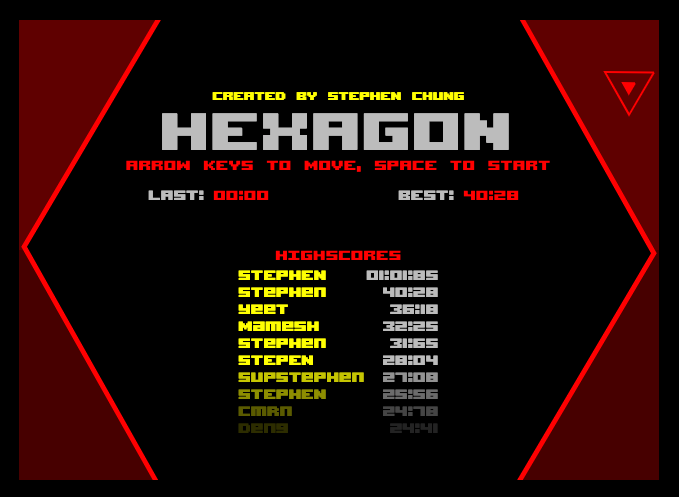 CREATED BY STEPHEN CHUNG
HEXAGON
ARROW KEYS TO MOVE, SPACE TO START
LAST: 00:00 BEST: 40:28
HIGHSCORES
STEPHEN 01:01:85
stephen 40:28
yeet 36:18
Mamesh 32:25
stephen 31:65
STEPEN 28:04
supstephen 27:08
STEPHEN 25:56
cmrn 24:78
Deng 24:41